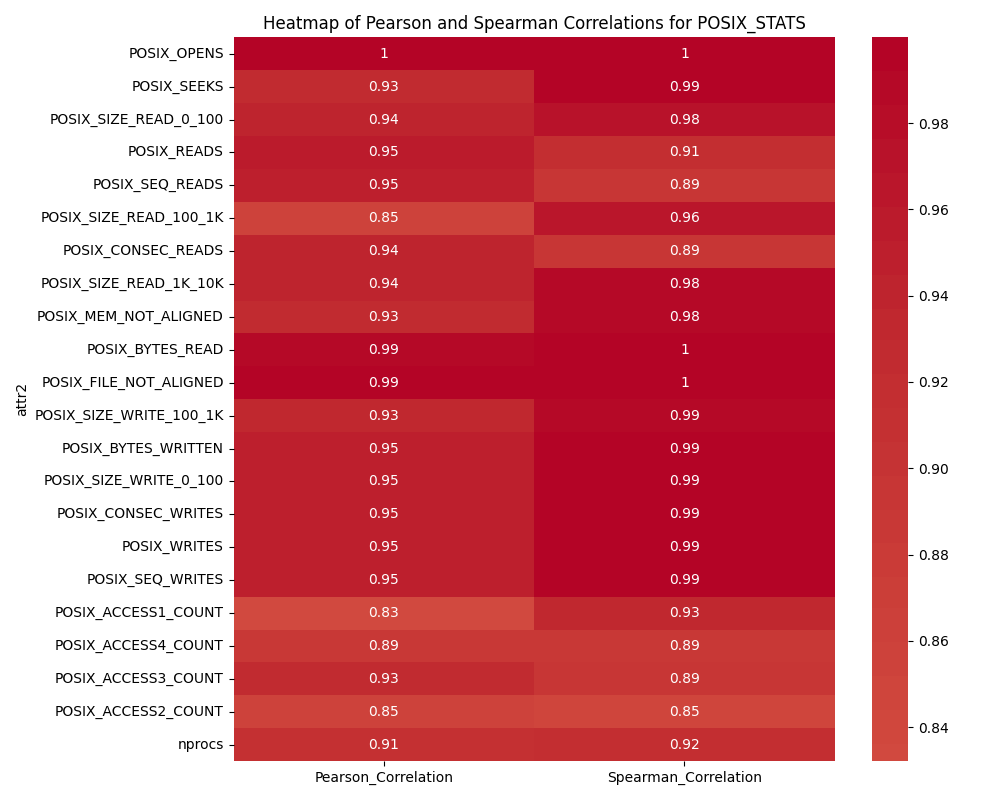 Heatmap of Pearson and Spearman Correlations for POSIX_STATS
attr2
POSIX_OPENS 1 1
POSIX_SEEKS 0.93 0.99
POSIX_SIZE_READ_0_100 0.94 0.98
POSIX_READS 0.95 0.91
POSIX_SEQ_READS 0.95 0.89
POSIX_SIZE_READ_100_1K 0.85 0.96
POSIX_CONSEC_READS 0.94 0.89
POSIX_SIZE_READ_1K_10K 0.94 0.98
POSIX_MEM_NOT_ALIGNED 0.93 0.98
POSIX_BYTES_READ 0.99 1
POSIX_FILE_NOT_ALIGNED 0.99 1
POSIX_SIZE_WRITE_100_1K 0.93 0.99
POSIX_BYTES_WRITTEN 0.95 0.99
POSIX_SIZE_WRITE_0_100 0.95 0.99
POSIX_CONSEC_WRITES 0.95 0.99
POSIX_WRITES 0.95 0.99
POSIX_SEQ_WRITES 0.95 0.99
POSIX_ACCESS1_COUNT 0.83 0.93
POSIX_ACCESS4_COUNT 0.89 0.89
POSIX_ACCESS3_COUNT 0.93 0.89
POSIX_ACCESS2_COUNT 0.85 0.85
nprocs 0.91 0.92
Pearson_Correlation Spearman_Correlation
0.98
0.96
0.94
0.92
0.90
0.88
0.86
0.84